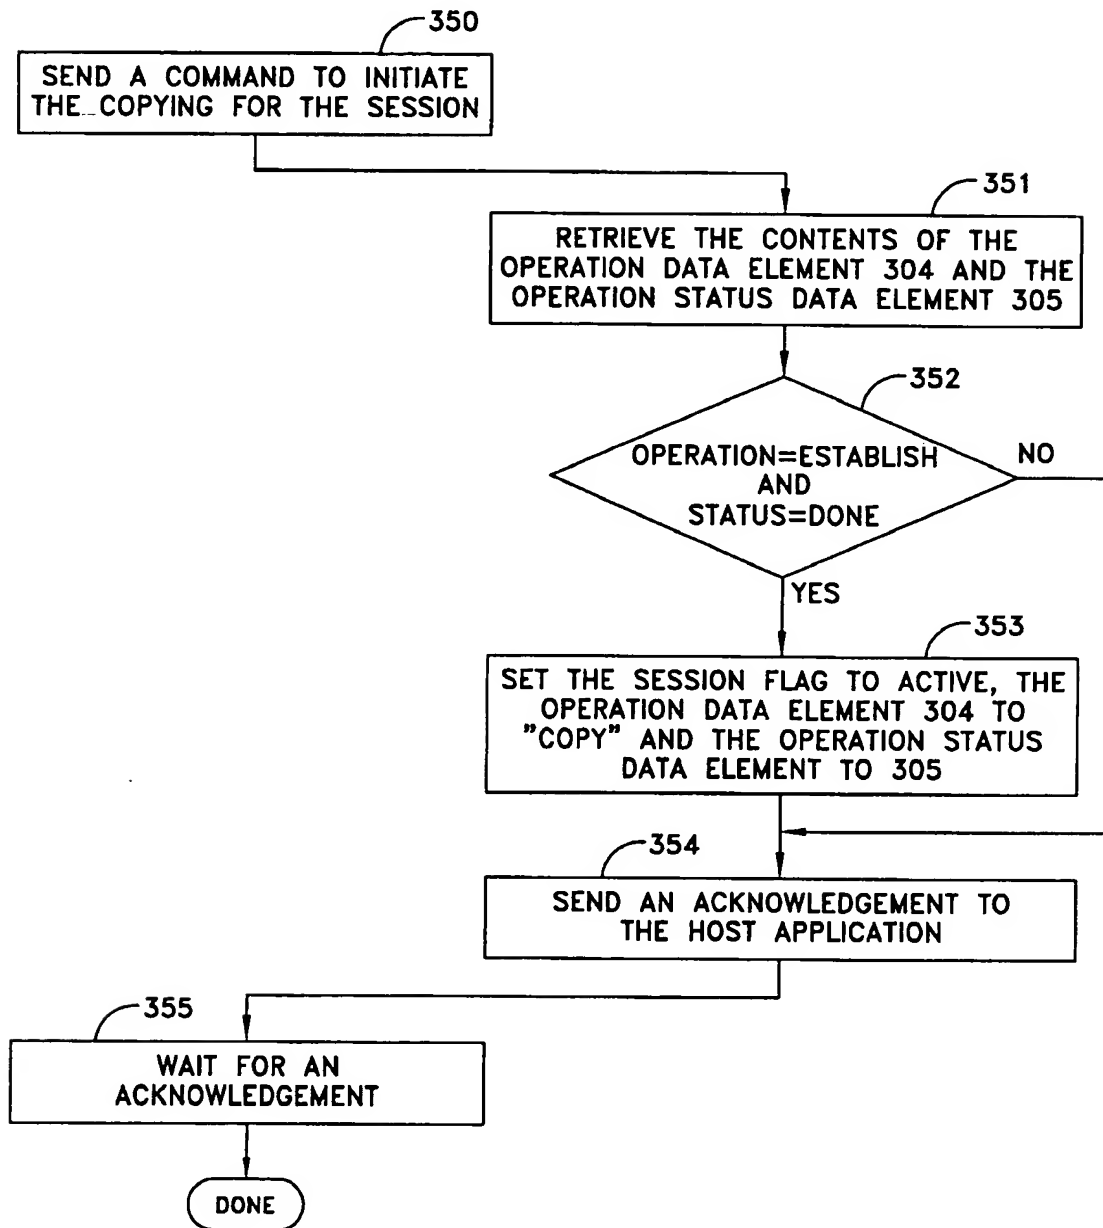 350
SEND A COMMAND TO INITIATE
THE COPYING FOR THE SESSION
351
RETRIEVE THE CONTENTS OF THE
OPERATION DATA ELEMENT 304 AND THE
OPERATION STATUS DATA ELEMENT 305
352
OPERATION=ESTABLISH
AND
STATUS=DONE
NO
YES
353
SET THE SESSION FLAG TO ACTIVE, THE
OPERATION DATA ELEMENT 304 TO
"COPY" AND THE OPERATION STATUS
DATA ELEMENT TO 305
354
SEND AN ACKNOWLEDGEMENT TO
THE HOST APPLICATION
355
WAIT FOR AN
ACKNOWLEDGEMENT
DONE